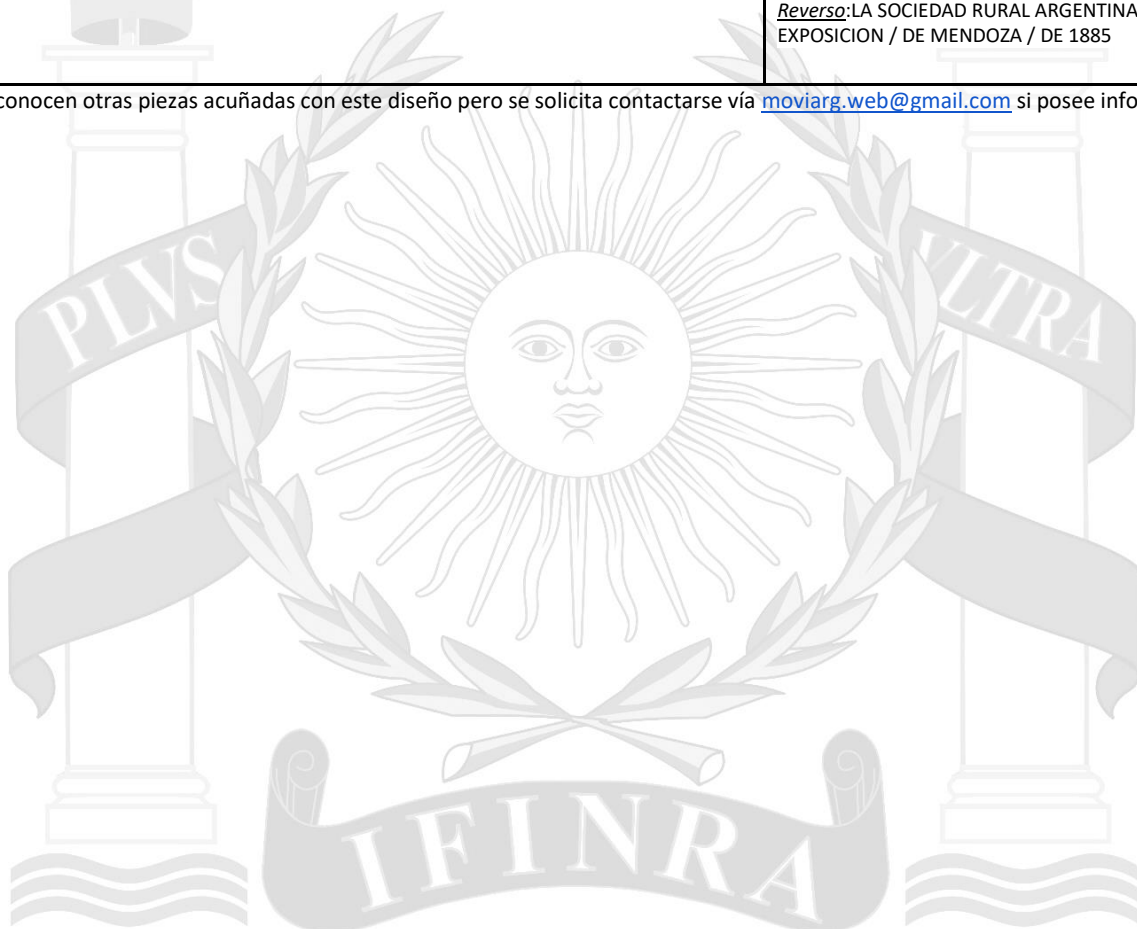 Reverso:LA SOCIEDAD RURAL ARGENTINA
EXPOSICION / DE MENDOZA / DE 1885
conocen otras piezas acuñadas con este diseño pero se solicita contactarse vía moviarg.web@gmail.com si posee info
PLVS
VLTRA
IFINRA